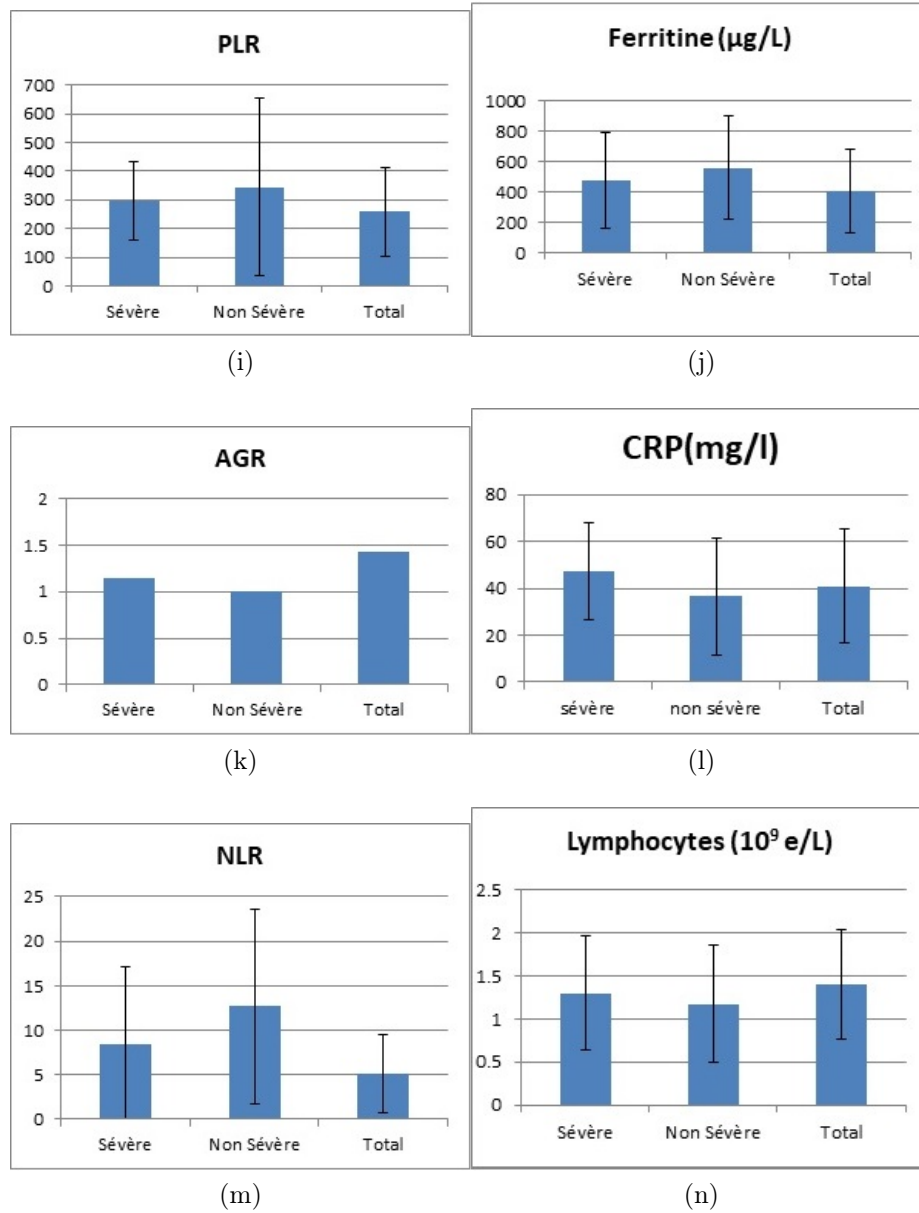 PLR
700
600
500
400
300
200
100
0
Sévère Non Sévère Total
(i)
Ferritine (µg/L)
1000
800
600
400
200
0
Sévère Non Sévère Total
(j)
AGR
2
1.5
1
0.5
0
Sévère Non Sévère Total
(k)
CRP(mg/l)
80
60
40
20
0
sévère non sévère Total
(l)
NLR
25
20
15
10
5
0
Sévère Non Sévère Total
(m)
Lymphocytes (10⁹ e/L)
2.5
2
1.5
1
0.5
0
Sévère Non Sévère Total
(n)